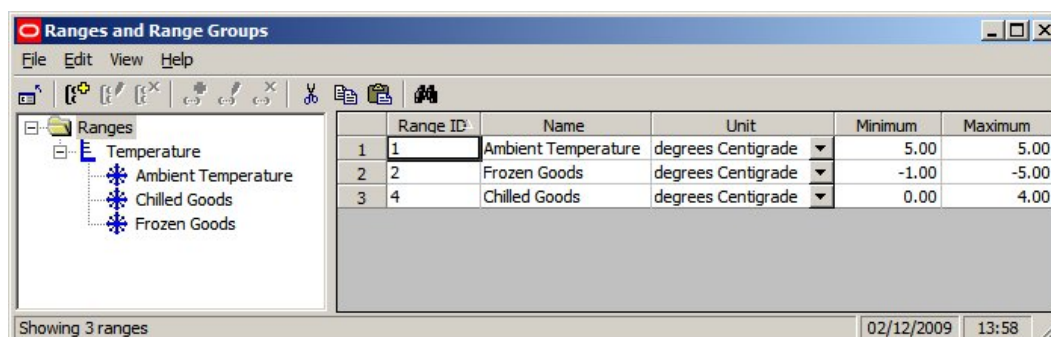 Ranges and Range Groups
File Edit View Help
Ranges
Temperature
Ambient Temperature
Chilled Goods
Frozen Goods
Range ID Name Unit Minimum Maximum
1 1 Ambient Temperature degrees Centigrade 5.00 5.00
2 2 Frozen Goods degrees Centigrade -1.00 -5.00
3 4 Chilled Goods degrees Centigrade 0.00 4.00
Showing 3 ranges 02/12/2009 13:58